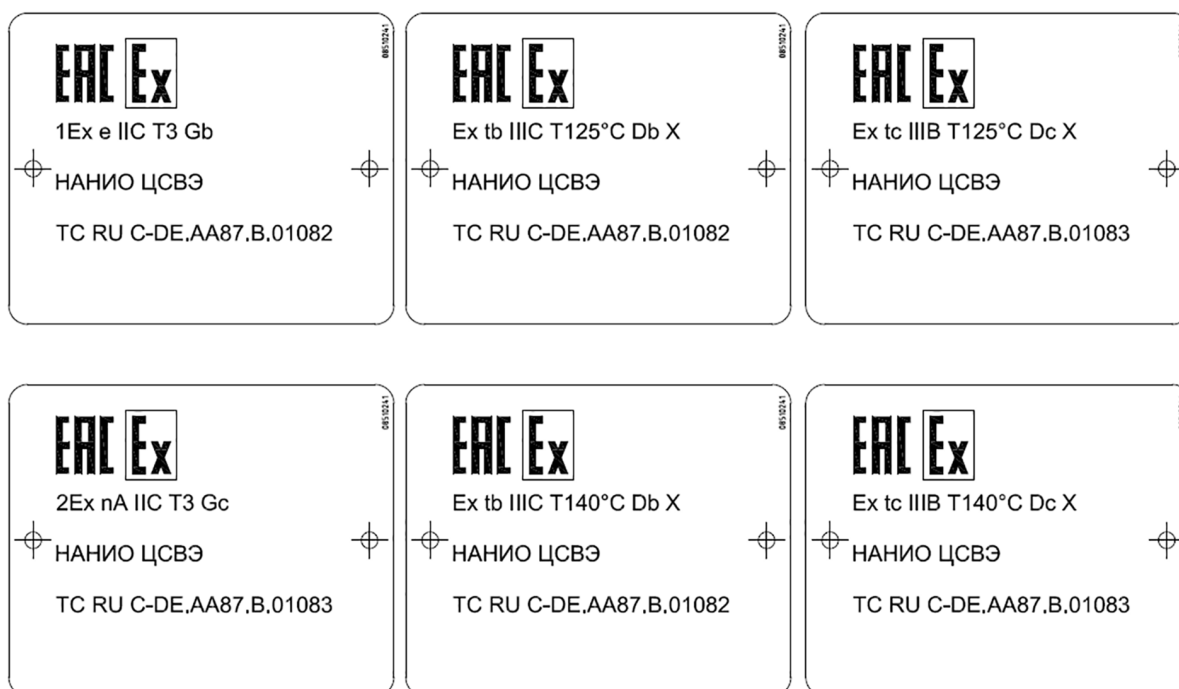 08510241
EAC Ex
1Ex e IIC T3 Gb
НАНИО ЦСВЭ
TC RU C-DE.AA87.B.01082
08510241
EAC Ex
Ex tb IIIC T125°C Db X
НАНИО ЦСВЭ
TC RU C-DE.AA87.B.01082
EAC Ex
Ex tc IIIB T125°C Dc X
НАНИО ЦСВЭ
TC RU C-DE.AA87.B.01083
08510241
EAC Ex
2Ex nA IIC T3 Gc
НАНИО ЦСВЭ
TC RU C-DE.AA87.B.01083
08510241
EAC Ex
Ex tb IIIC T140°C Db X
НАНИО ЦСВЭ
TC RU C-DE.AA87.B.01082
EAC Ex
Ex tc IIIB T140°C Dc X
НАНИО ЦСВЭ
TC RU C-DE.AA87.B.01083